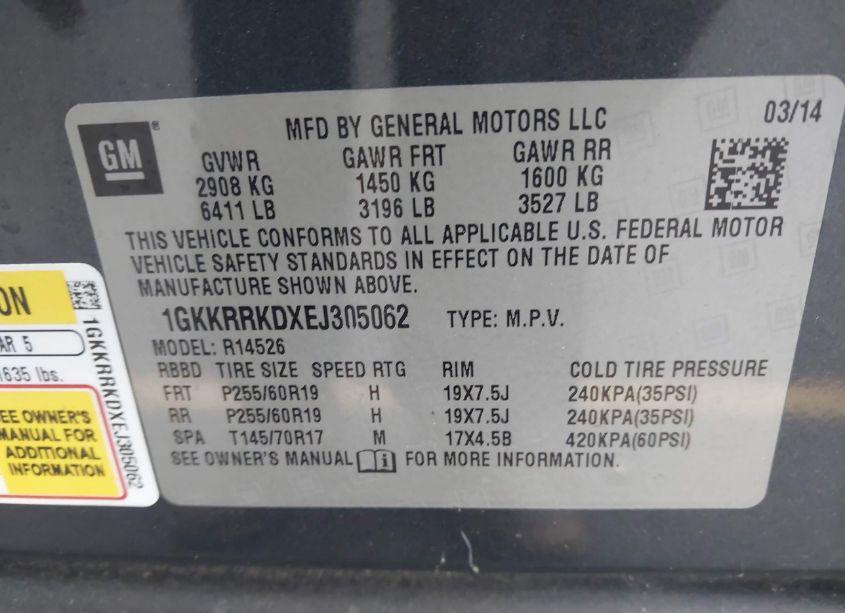 GM
®
MFD BY GENERAL MOTORS LLC
03/14
GVWR GAWR FRT GAWR RR
2908 KG 1450 KG 1600 KG
6411 LB 3196 LB 3527 LB
THIS VEHICLE CONFORMS TO ALL APPLICABLE U.S. FEDERAL MOTOR
VEHICLE SAFETY STANDARDS IN EFFECT ON THE DATE OF
MANUFACTURE SHOWN ABOVE.
1GKKRRKDXEJ305062 TYPE: M.P.V.
MODEL: R14526
RBBD TIRE SIZE SPEED RTG RIM COLD TIRE PRESSURE
FRT P255/60R19 H 19X7.5J 240KPA(35PSI)
RR P255/60R19 H 19X7.5J 240KPA(35PSI)
SPA T145/70R17 M 17X4.5B 420KPA(60PSI)
SEE OWNER'S MANUAL i FOR MORE INFORMATION.
ON
AR 5
635 lbs.
EE OWNER'S
MANUAL FOR
ADDITIONAL
INFORMATION
1GKKRRKDXEJ305062